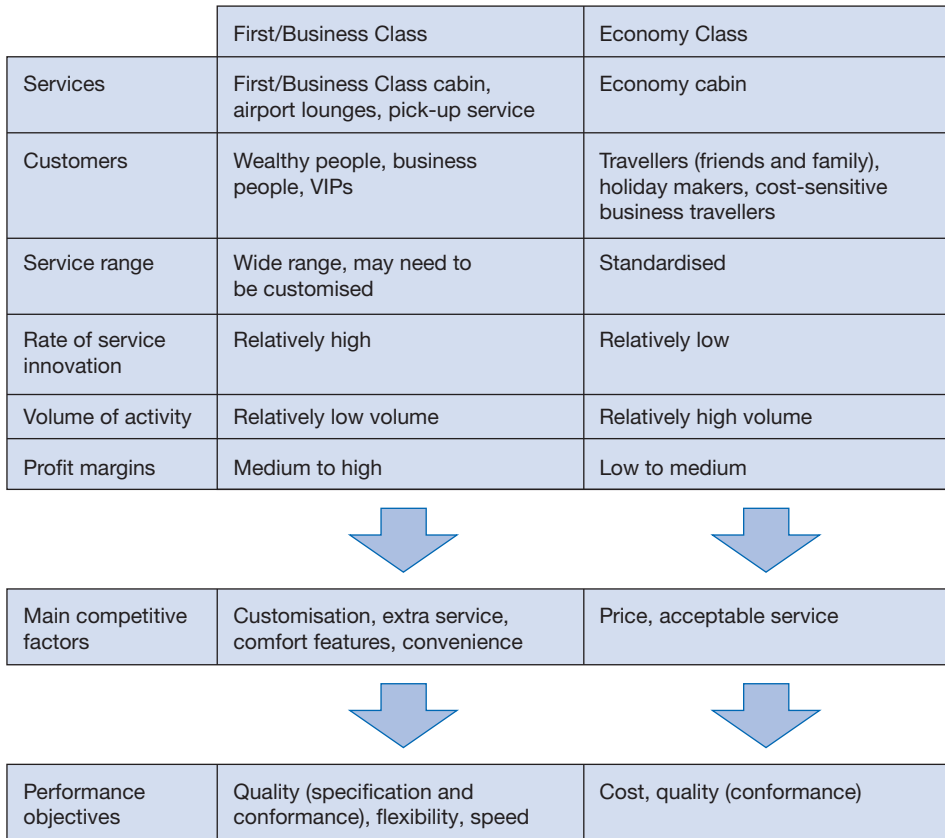 First/Business Class
Economy Class
Services
First/Business Class cabin,
airport lounges, pick-up service
Economy cabin
Customers
Wealthy people, business
people, VIPs
Travellers (friends and family),
holiday makers, cost-sensitive
business travellers
Service range
Wide range, may need to
be customised
Standardised
Rate of service
innovation
Relatively high
Relatively low
Volume of activity
Relatively low volume
Relatively high volume
Profit margins
Medium to high
Low to medium
Main competitive
factors
Customisation, extra service,
comfort features, convenience
Price, acceptable service
Performance
objectives
Quality (specification and
conformance), flexibility, speed
Cost, quality (conformance)